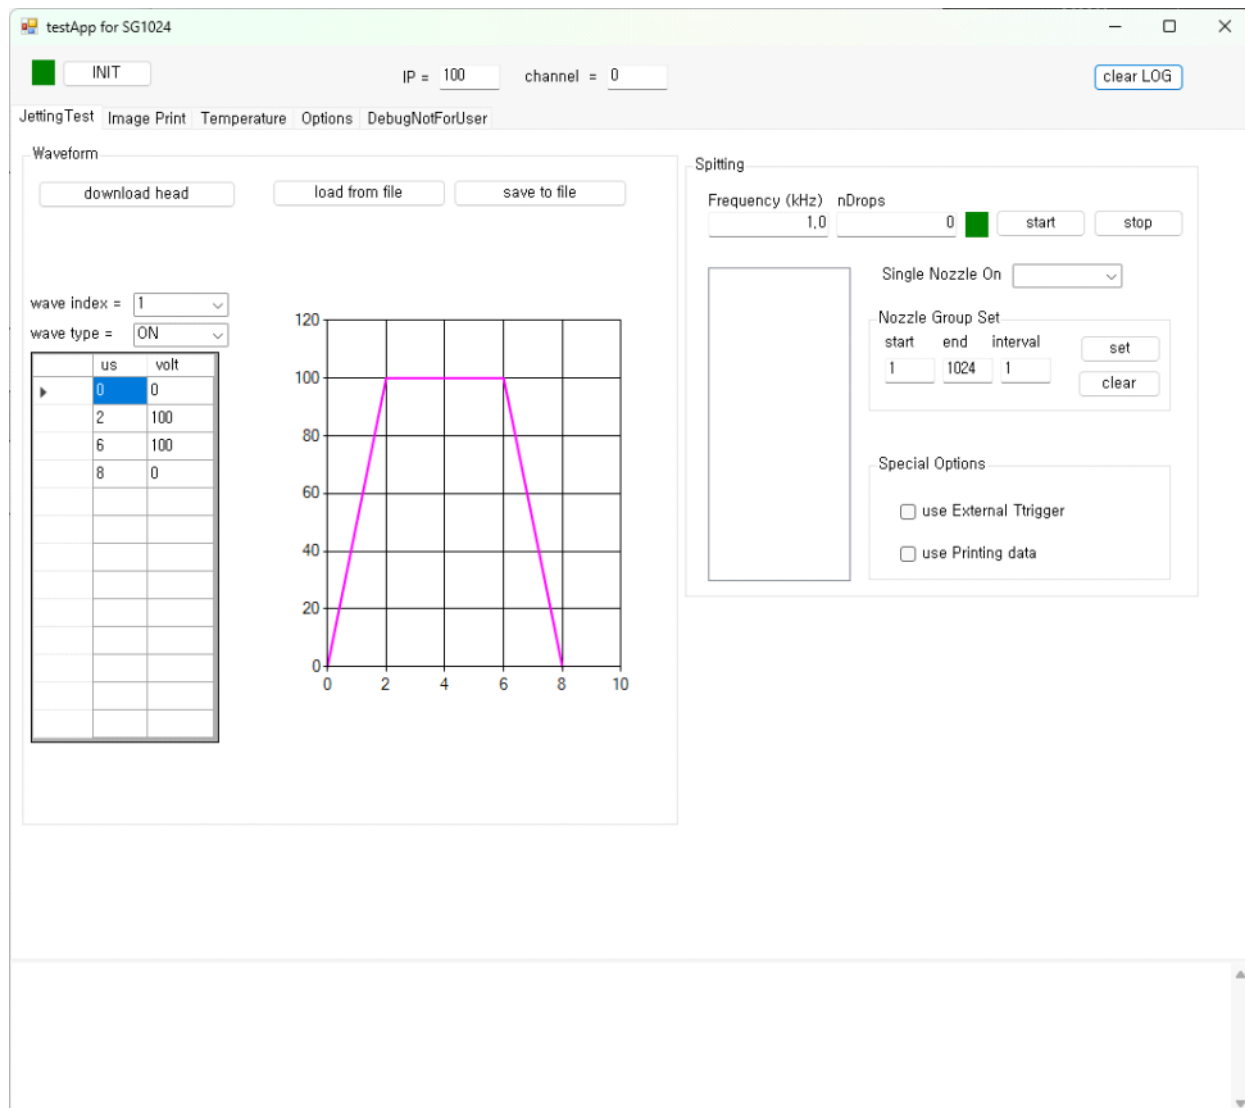 testApp for SG1024
INIT
IP = 100
channel = 0
clear LOG
JettingTest Image Print Temperature Options DebugNotForUser
Waveform
download head
load from file
save to file
wave index = 1
wave type = ON
us volt
0 0
2 100
6 100
8 0
120
100
80
60
40
20
0
0 2 4 6 8 10
Spitting
Frequency (kHz) nDrops
1,0 0 start stop
Single Nozzle On
Nozzle Group Set
start end interval
1 1024 1
set
clear
Special Options
use External Ttrigger
use Printing data